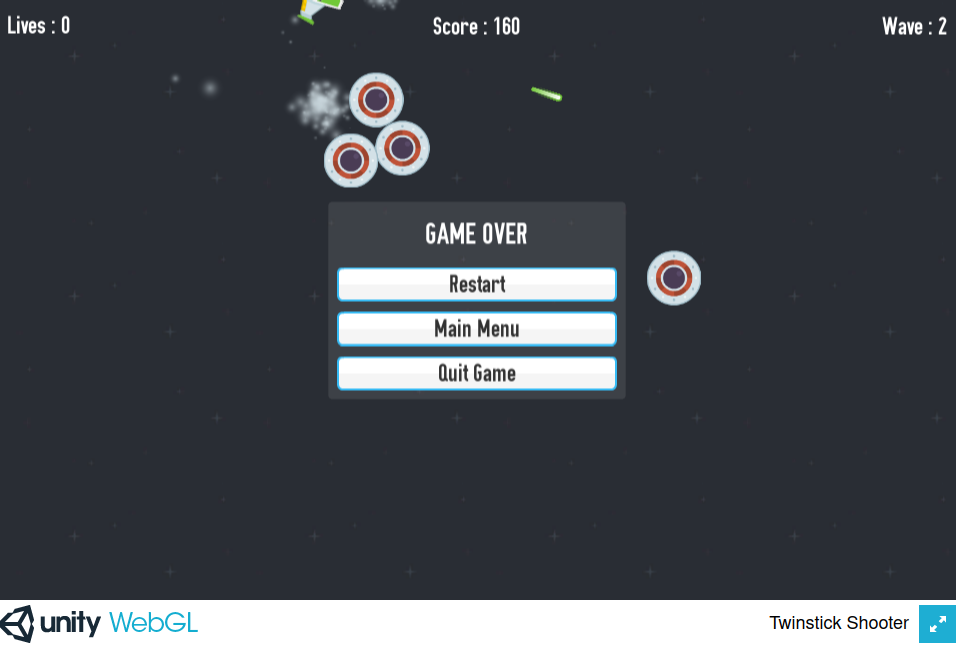 Lives : 0
Score : 160
Wave : 2
GAME OVER
Restart
Main Menu
Quit Game
unity WebGL
Twinstick Shooter